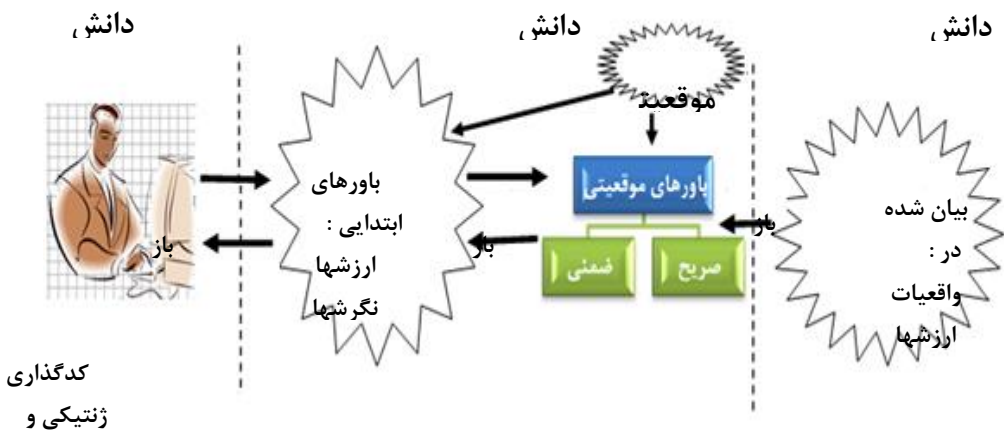 دانش
دانش
دانش
موقعیت
باورهای
ابتدایی :
ارزشها
نگرشها
باورهای موقعیتی
ضمنی
صریح
بیان شده
در :
واقعیات
ارزشها
باز
باز
باز
کدگذاری
ژنتیکی و